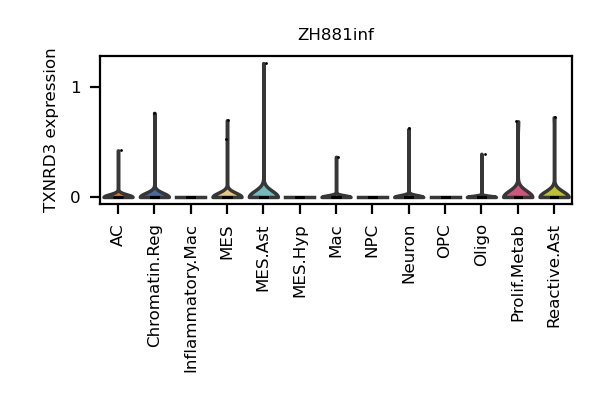 ZH881inf
TXNRD3 expression
1
0
AC
Chromatin.Reg
Inflammatory.Mac
MES
MES.Ast
MES.Hyp
Mac
NPC
Neuron
OPC
Oligo
Prolif.Metab
Reactive.Ast